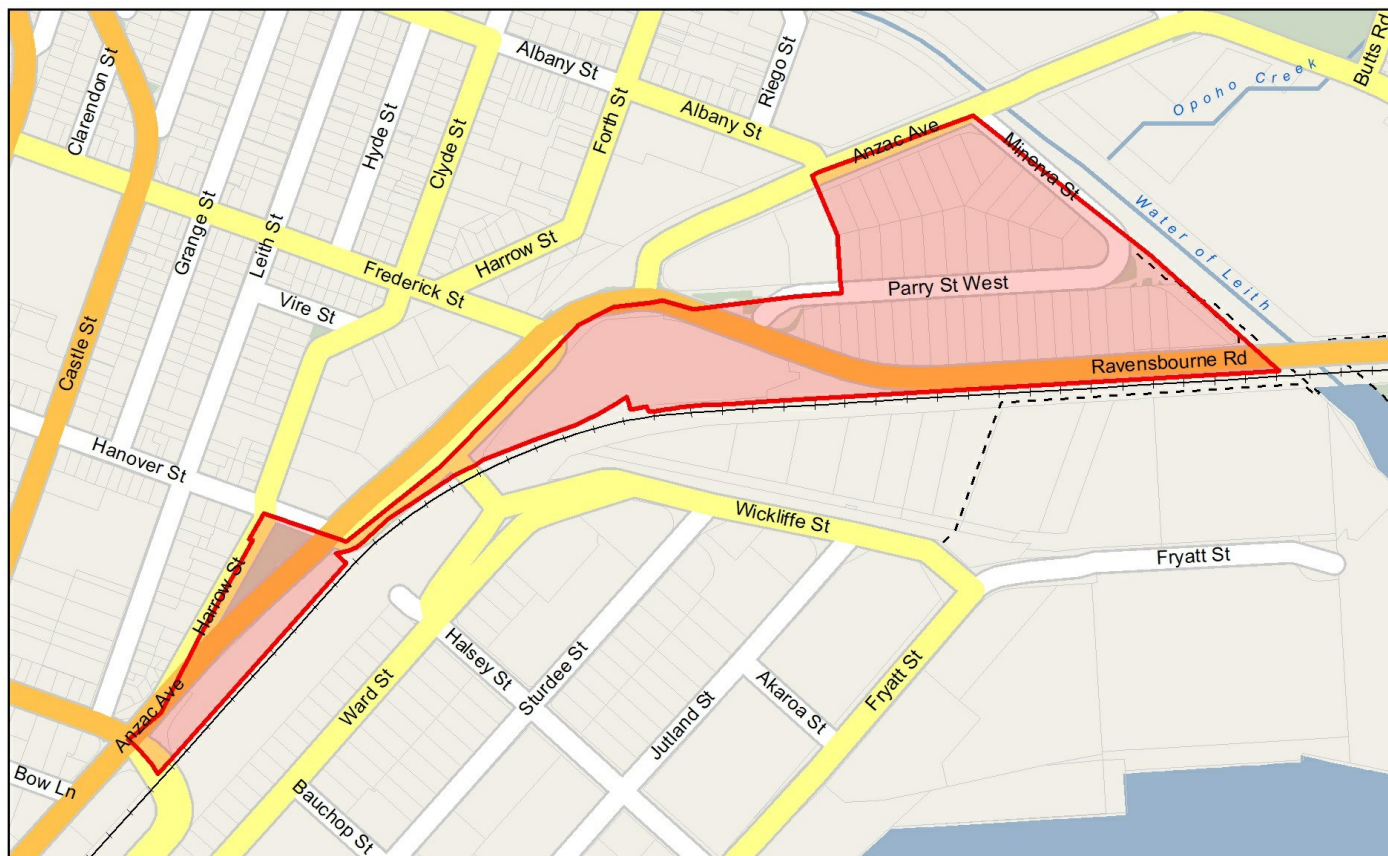 Clarendon St
Albany St
Riego St
Butts Rd
Opoho Creek
Hyde St
Clyde St
Forth St
Albany St
Anzac Ave
Minerva St
Grange St
Leith St
Harrow St
Water of Leith
Frederick St
Parry St West
Vire St
Castle St
Ravensbourne Rd
Hanover St
Wickliffe St
Fryatt St
Harrow St
Halsey St
Sturdee St
Akaroa St
Fryatt St
Anzac Ave
Ward St
Jutland St
Bow Ln
Bauchop St